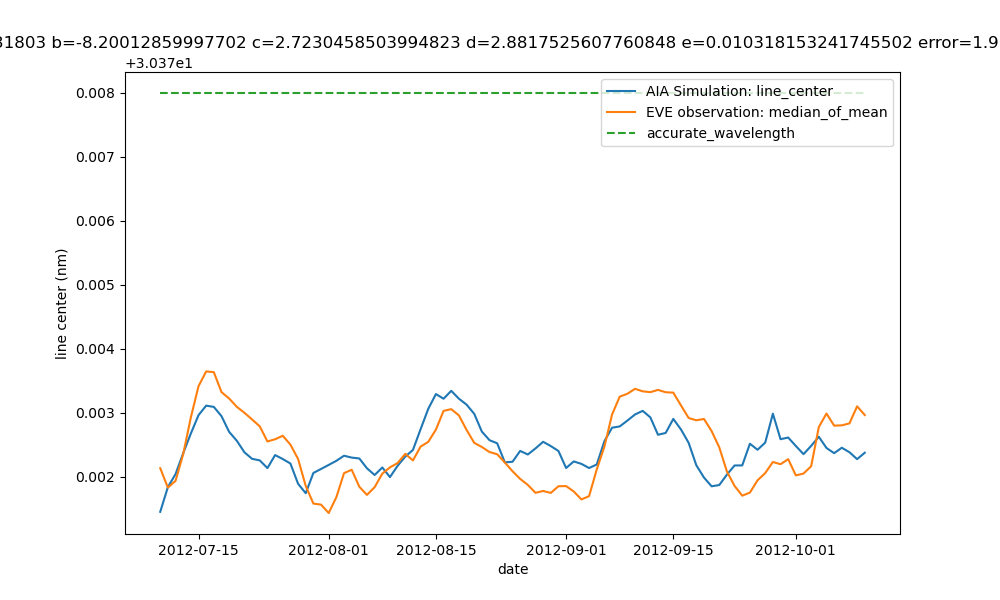 31803 b=-8.20012859997702 c=2.7230458503994823 d=2.8817525607760848 e=0.010318153241745502 error=1.9
+3.037e1
0.008
0.007
0.006
0.005
0.004
0.003
0.002
line center (nm)
AIA Simulation: line_center
EVE observation: median_of_mean
accurate_wavelength
2012-07-15 2012-08-01 2012-08-15 2012-09-01 2012-09-15 2012-10-01
date